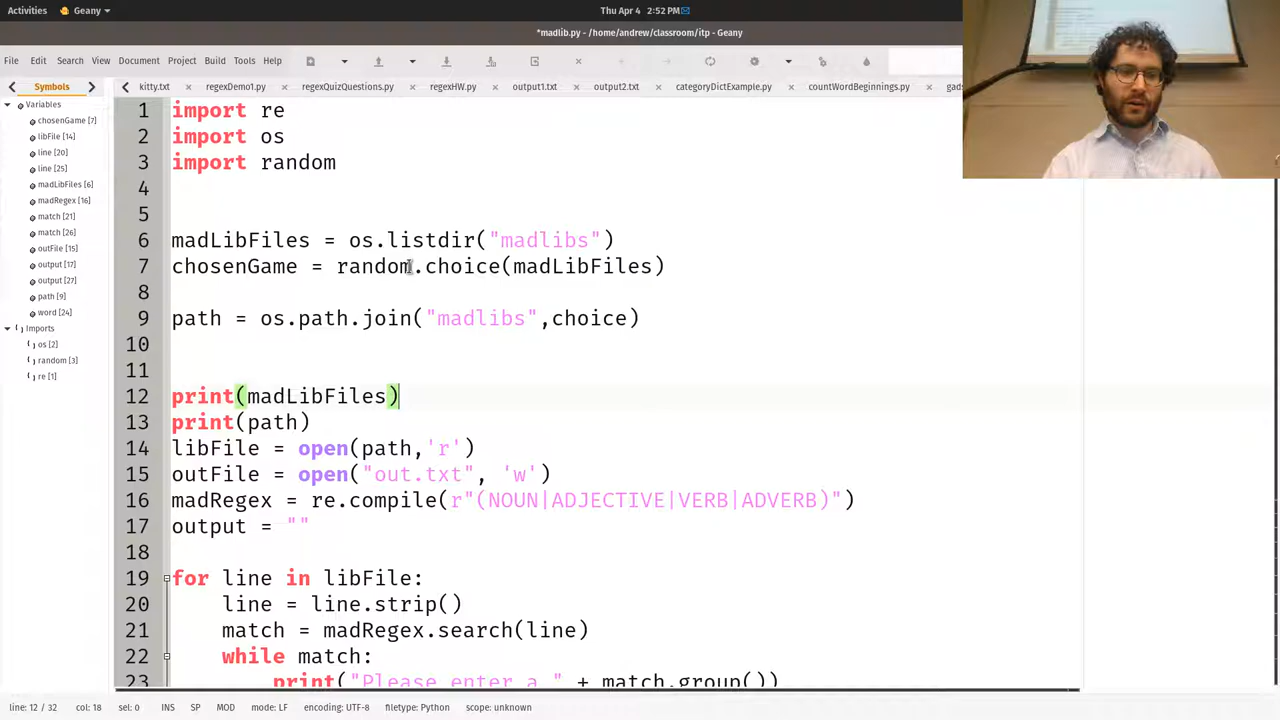 Activities
Geany
Thu Apr 4 2:52 PM
*madlib.py - /home/andrew/classroom/itp - Geany
File Edit Search View Document Project Build Tools Help
Symbols
kitty.txt regexDemo1.py regexQuizQuestions.py regexHW.py output1.txt output2.txt categoryDictExample.py countWordBeginnings.py gads
Variables
chosenGame [7]
libFile [14]
line [20]
line [25]
madLibFiles [6]
madRegex [16]
match [21]
match [26]
outFile [15]
output [17]
output [27]
path [9]
word [24]
Imports
os [2]
random [3]
re [1]
1 import re
2 import os
3 import random
4
5
6 madLibFiles = os.listdir("madlibs")
7 chosenGame = random.choice(madLibFiles)
8
9 path = os.path.join("madlibs",choice)
10
11
12 print(madLibFiles)
13 print(path)
14 libFile = open(path,'r')
15 outFile = open("out.txt", 'w')
16 madRegex = re.compile(r"(NOUN|ADJECTIVE|VERB|ADVERB)")
17 output = ""
18
19 for line in libFile:
20 line = line.strip()
21 match = madRegex.search(line)
22 while match:
23 print("Please enter a " + match.group())
line: 12 / 32 col: 18 sel: 0 INS SP MOD mode: LF encoding: UTF-8 filetype: Python scope: unknown